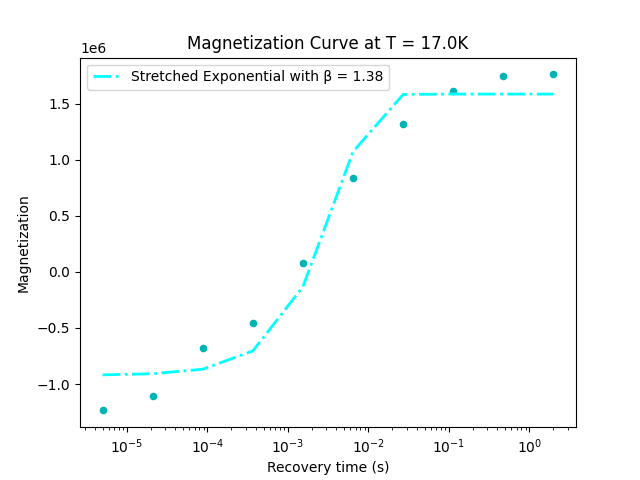 Magnetization Curve at T = 17.0K
1e6
Stretched Exponential with β = 1.38
1.5
1.0
0.5
0.0
−0.5
−1.0
Magnetization
10⁻⁵ 10⁻⁴ 10⁻³ 10⁻² 10⁻¹ 10⁰
Recovery time (s)